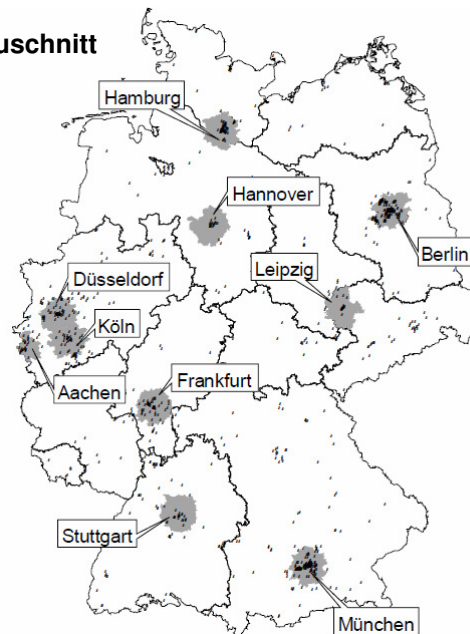 uschnitt
Hamburg
Hannover
Berlin
Leipzig
Düsseldorf
Köln
Aachen
Frankfurt
Stuttgart
München